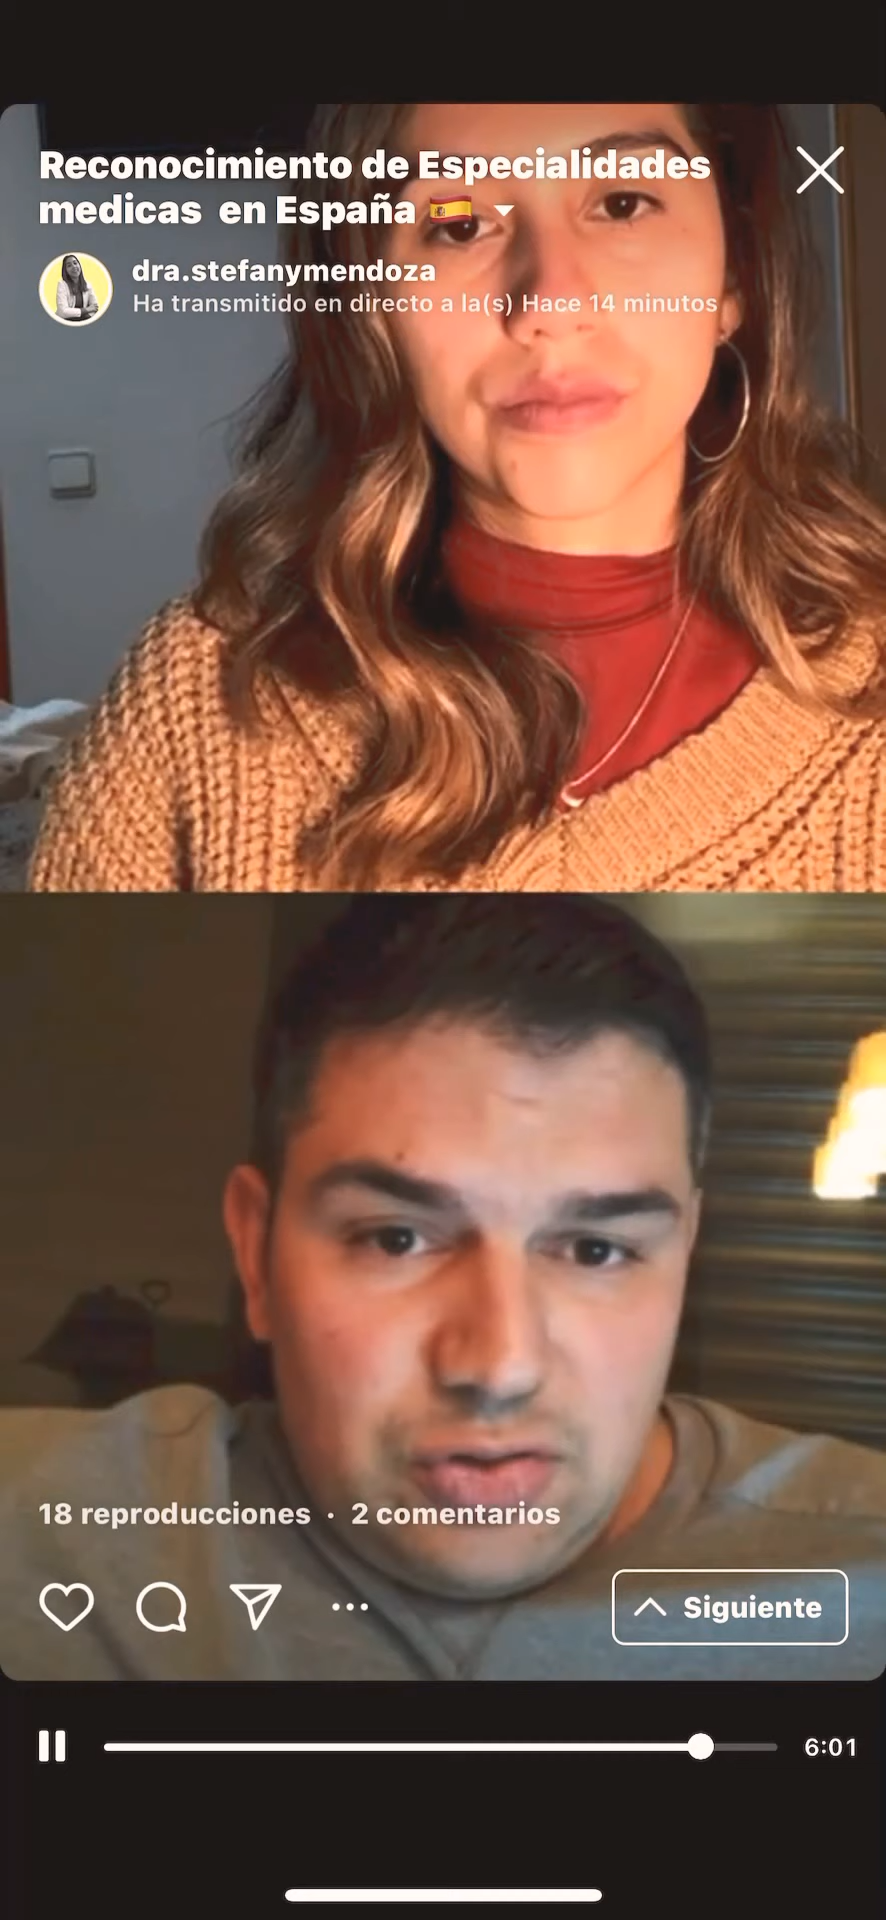 Reconocimiento de Especialidades
medicas en España 🇪🇸
dra.stefanymendoza
Ha transmitido en directo a la(s) Hace 14 minutos
18 reproducciones · 2 comentarios
Siguiente
6:01